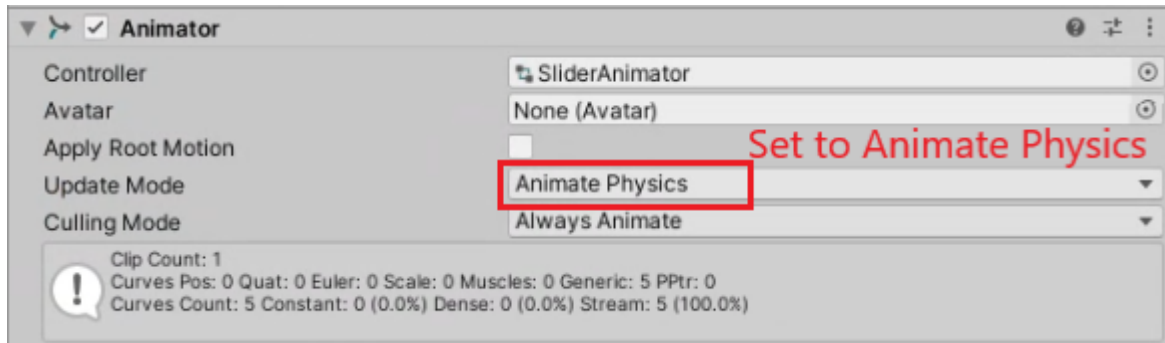 Animator
Controller SliderAnimator
Avatar None (Avatar)
Apply Root Motion Set to Animate Physics
Update Mode Animate Physics
Culling Mode Always Animate
Clip Count: 1
Curves Pos: 0 Quat: 0 Euler: 0 Scale: 0 Muscles: 0 Generic: 5 PPtr: 0
Curves Count: 5 Constant: 0 (0.0%) Dense: 0 (0.0%) Stream: 5 (100.0%)